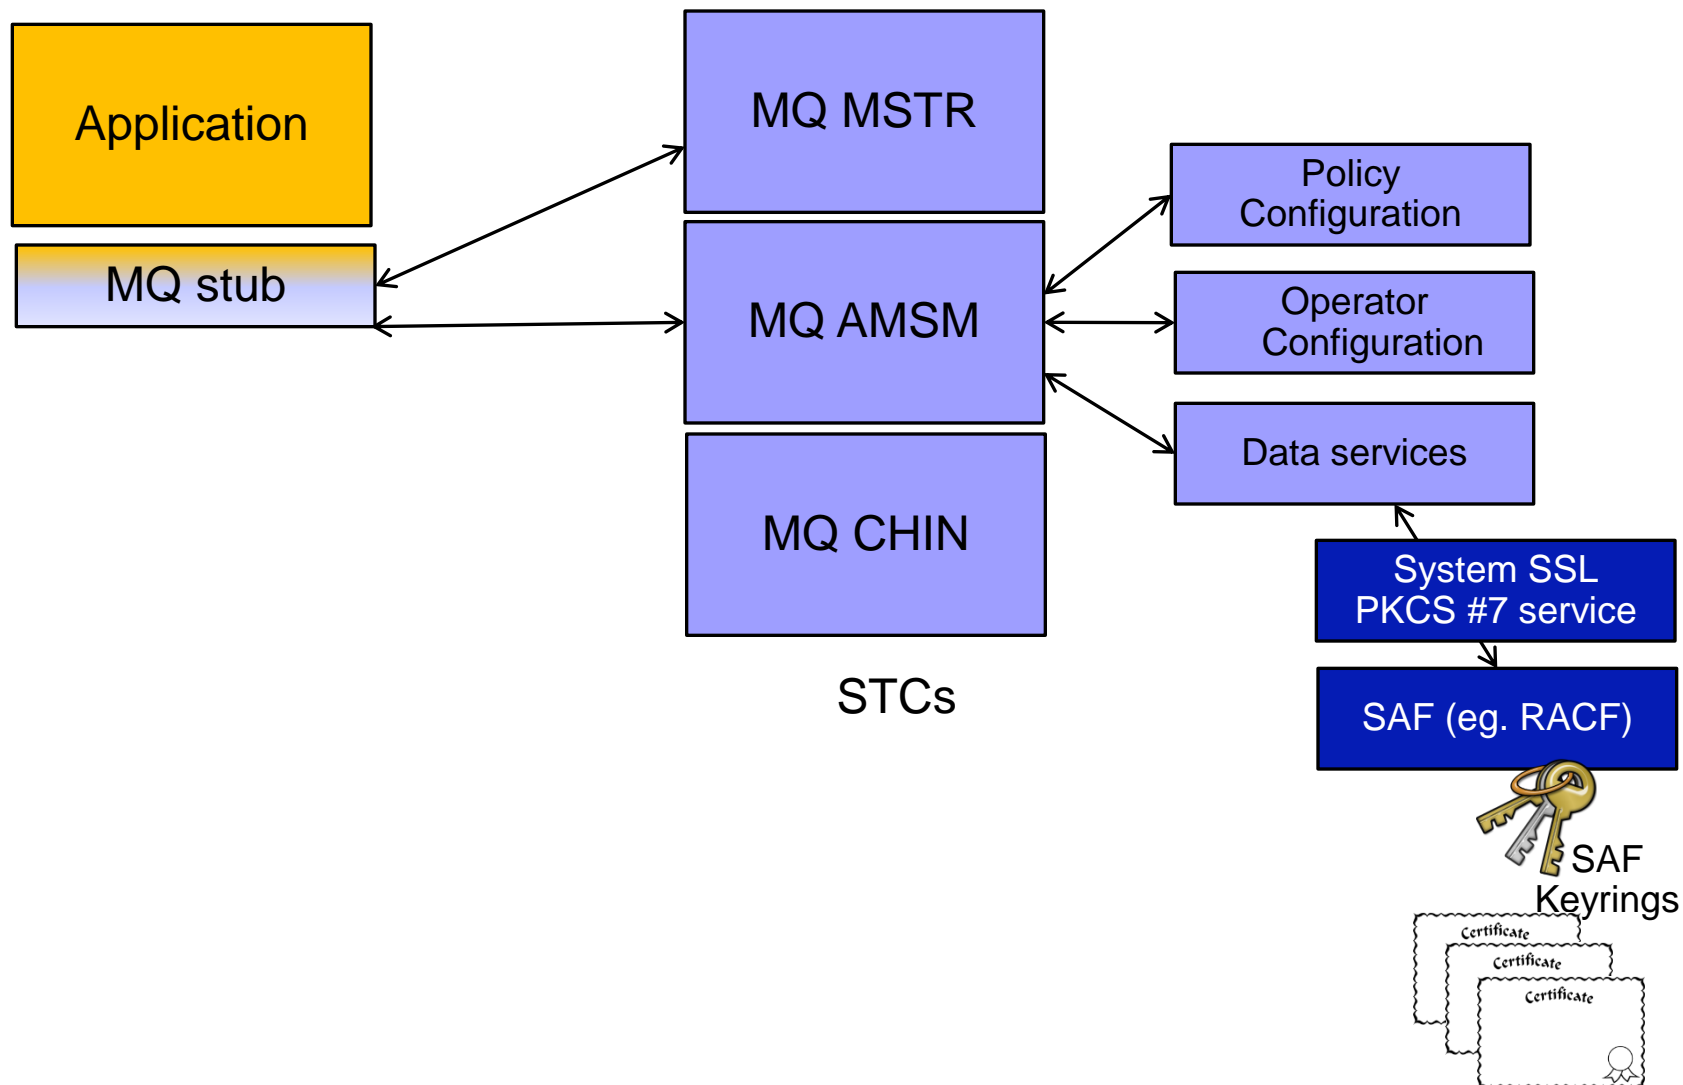 Application
MQ stub
MQ MSTR
MQ AMSM
MQ CHIN
STCs
Policy
Configuration
Operator
Configuration
Data services
System SSL
PKCS #7 service
SAF (eg. RACF)
SAF
Keyrings
Certificate
Certificate
Certificate